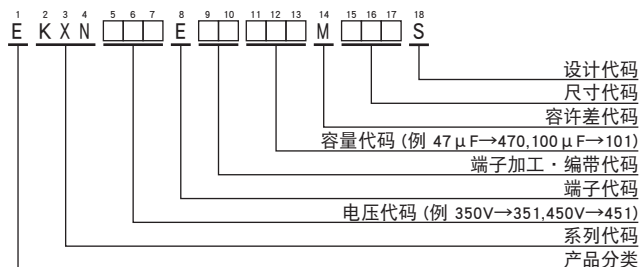 1 2 3 4 5 6 7 8 9 10 11 12 13 14 15 16 17 18
E K X N E M S
设计代码
尺寸代码
容许差代码
容量代码 (例 47μF→470,100μF→101)
端子加工・编带代码
端子代码
电压代码 (例 350V→351,450V→451)
系列代码
产品分类